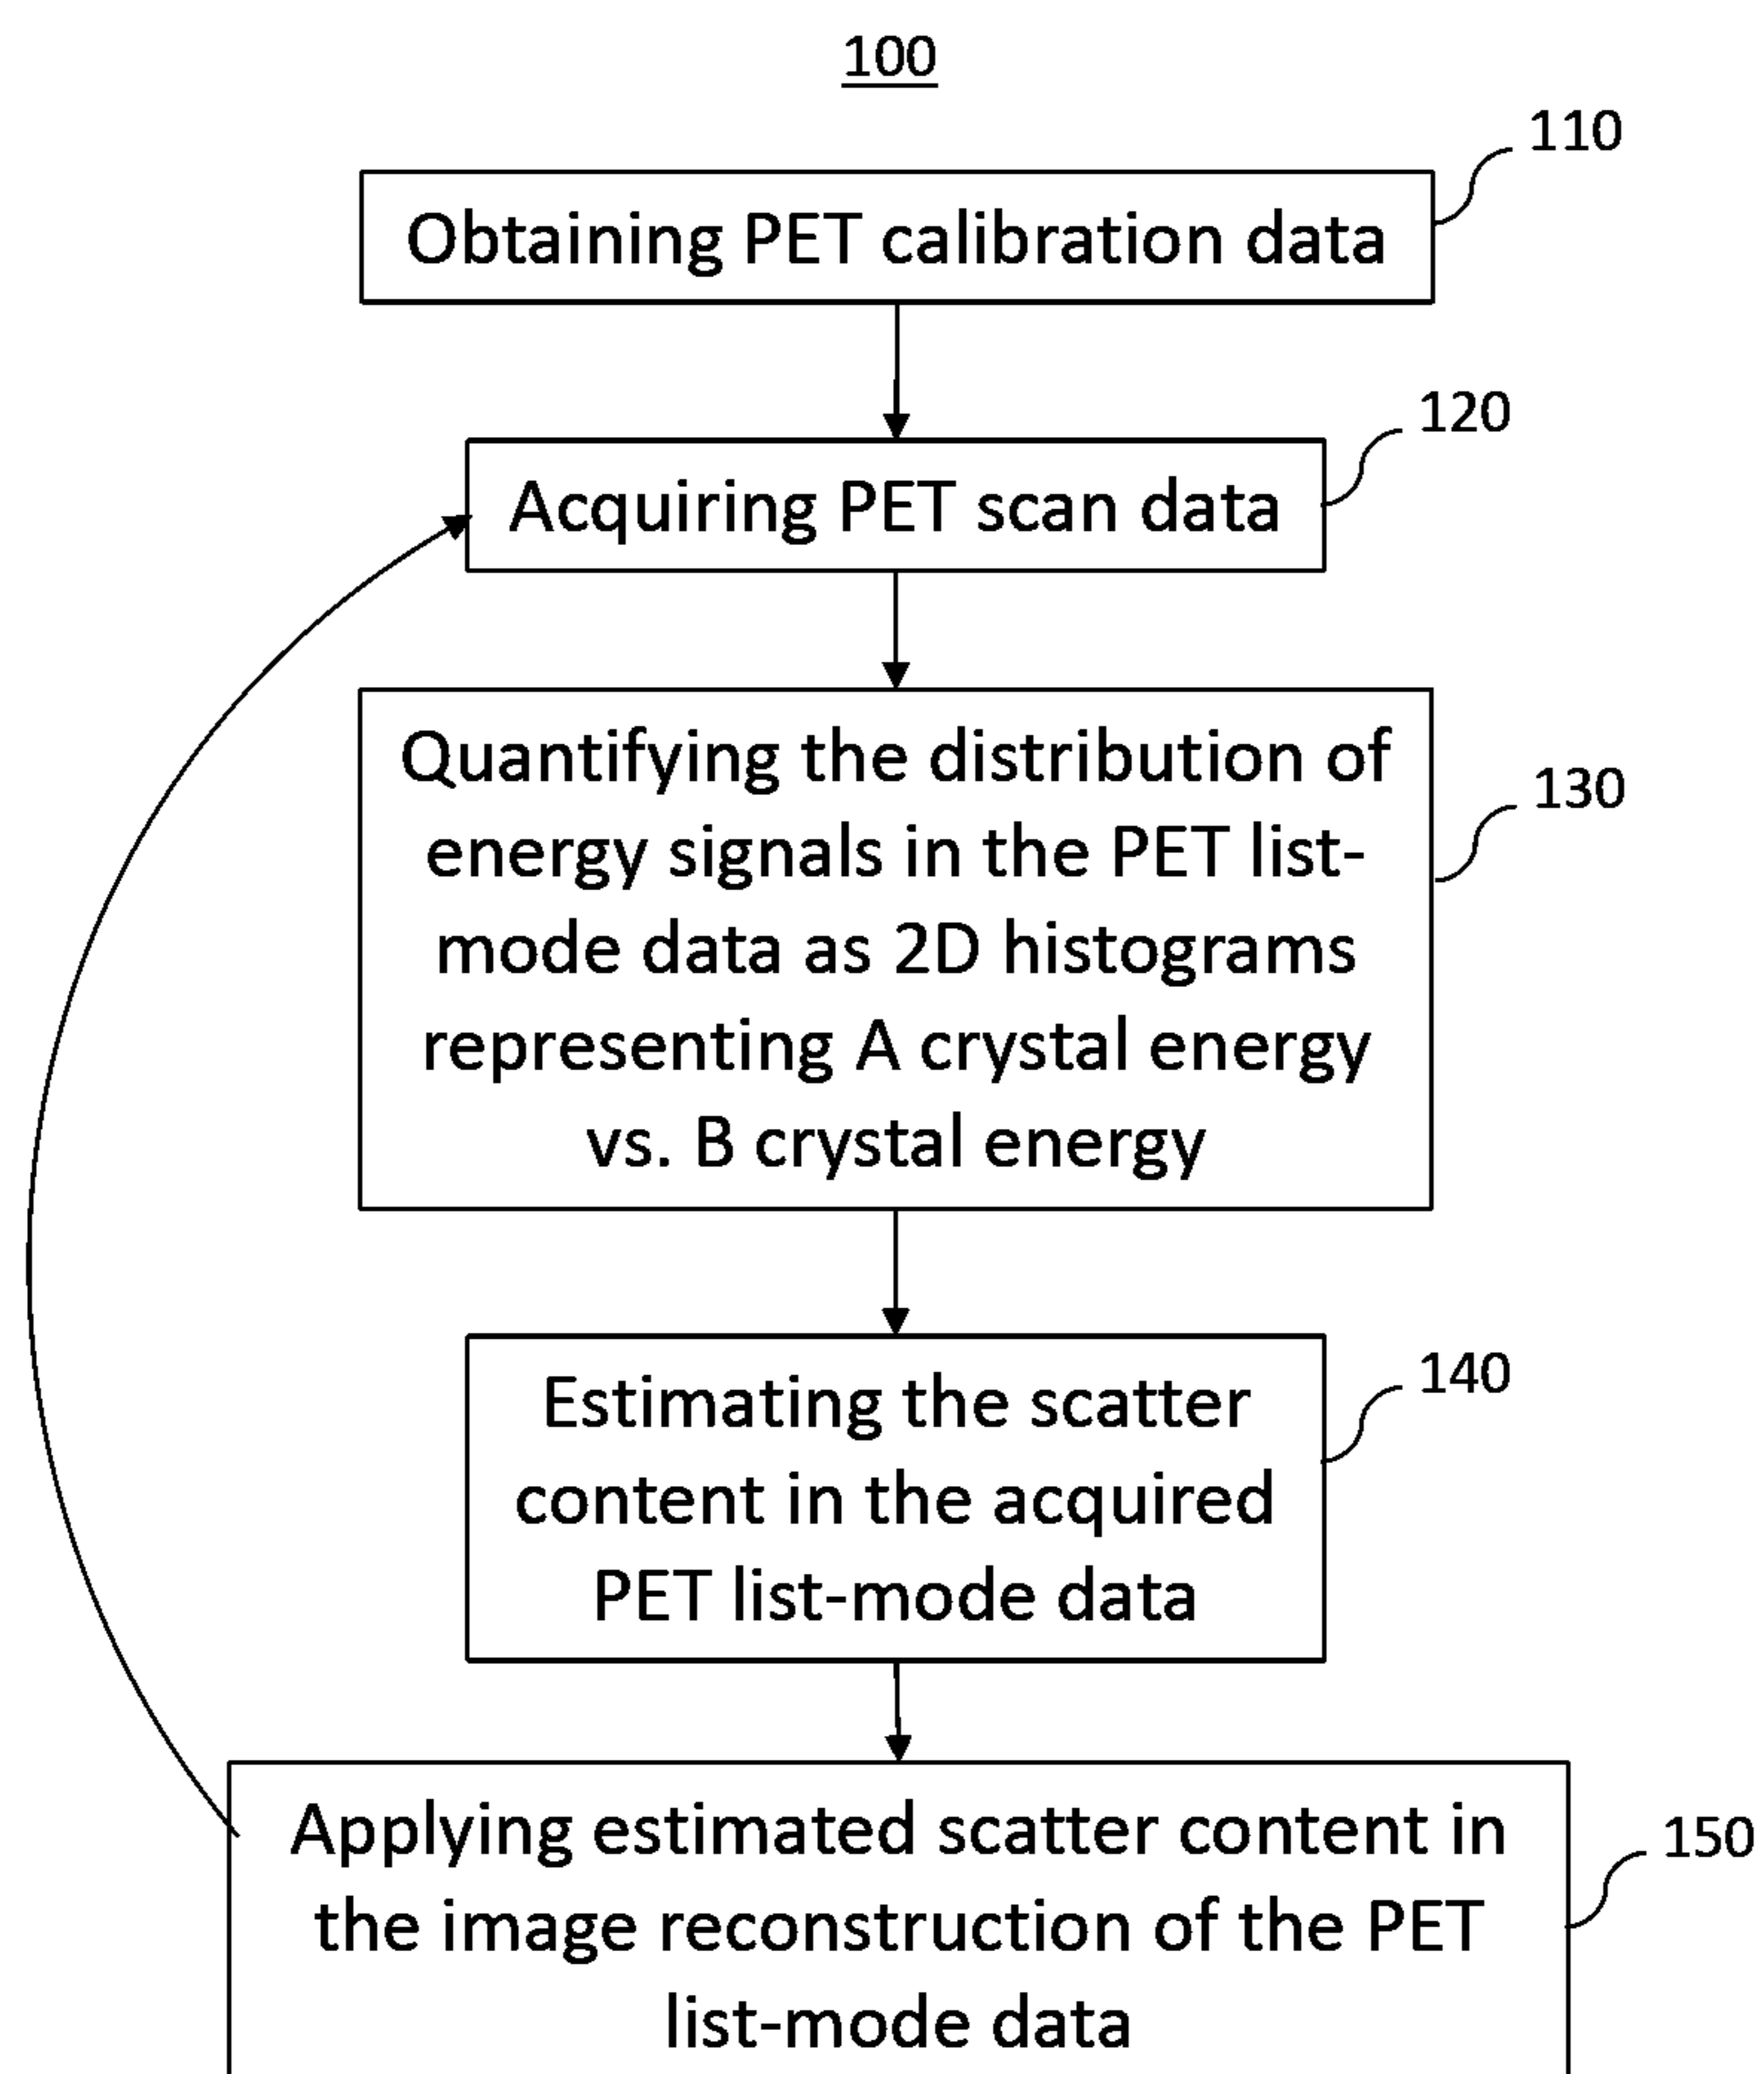 100
110
Obtaining PET calibration data
120
Acquiring PET scan data
Quantifying the distribution of
130
energy signals in the PET list-
mode data as 2D histograms
representing A crystal energy
vs. B crystal energy
140
Estimating the scatter
content in the acquired
PET list-mode data
150
Applying estimated scatter content in
the image reconstruction of the PET
list-mode data